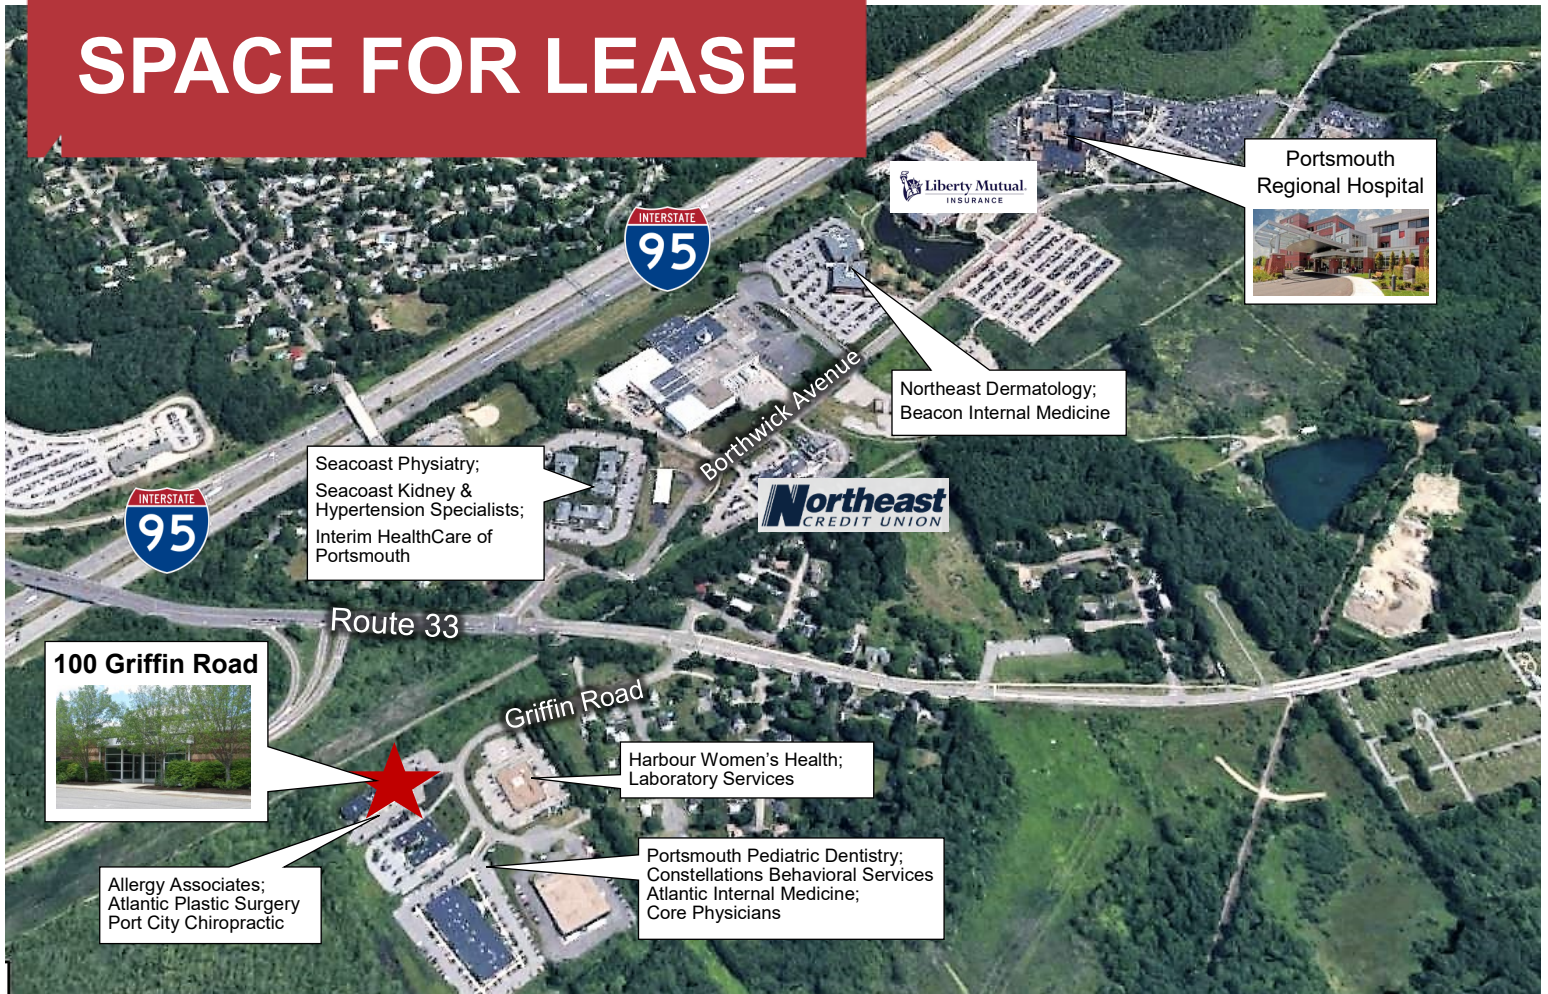 SPACE FOR LEASE
Portsmouth
Regional Hospital
Liberty Mutual.
INSURANCE
INTERSTATE
95
Northeast Dermatology;
Beacon Internal Medicine
Borthwick Avenue
Seacoast Physiatry;
Seacoast Kidney &
Hypertension Specialists;
Interim HealthCare of
Portsmouth
Northeast
CREDIT UNION
INTERSTATE
95
Route 33
100 Griffin Road
Griffin Road
Harbour Women's Health;
Laboratory Services
Portsmouth Pediatric Dentistry;
Constellations Behavioral Services
Atlantic Internal Medicine;
Core Physicians
Allergy Associates;
Atlantic Plastic Surgery
Port City Chiropractic